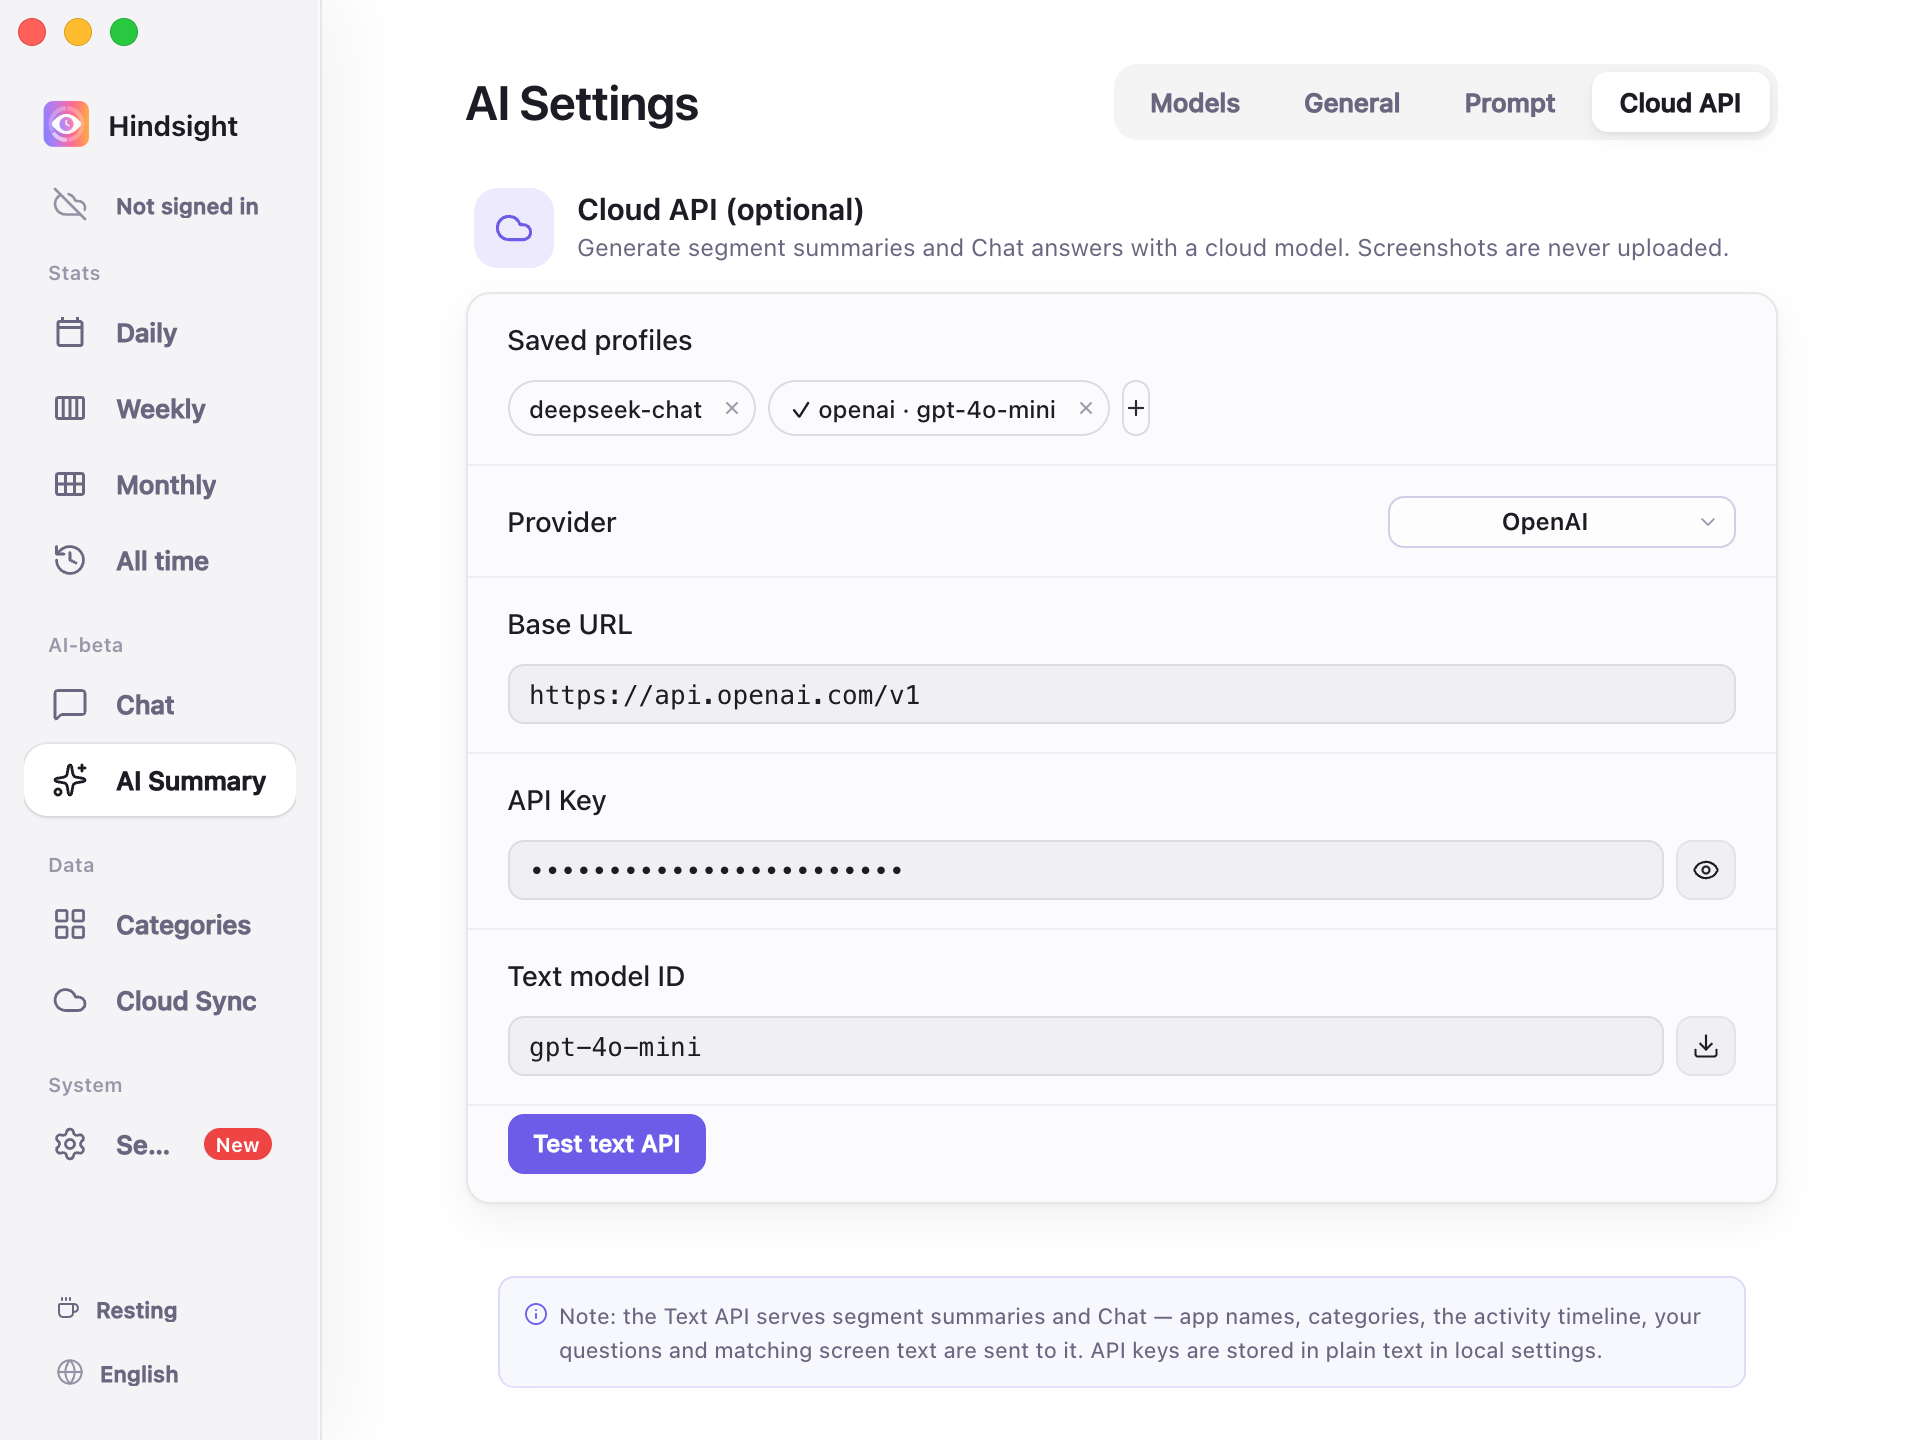 Hindsight
Not signed in
Stats
Daily
Weekly
Monthly
All time
AI-beta
Chat
AI Summary
Data
Categories
Cloud Sync
System
Se...
New
Resting
English
AI Settings
Models
General
Prompt
Cloud API
Cloud API (optional)
Generate segment summaries and Chat answers with a cloud model. Screenshots are never uploaded.
Saved profiles
deepseek-chat ×
✓ openai · gpt-4o-mini ×
+
Provider
OpenAI
Base URL
https://api.openai.com/v1
API Key
••••••••••••••••••••••••
Text model ID
gpt-4o-mini
Test text API
Note: the Text API serves segment summaries and Chat — app names, categories, the activity timeline, your
questions and matching screen text are sent to it. API keys are stored in plain text in local settings.